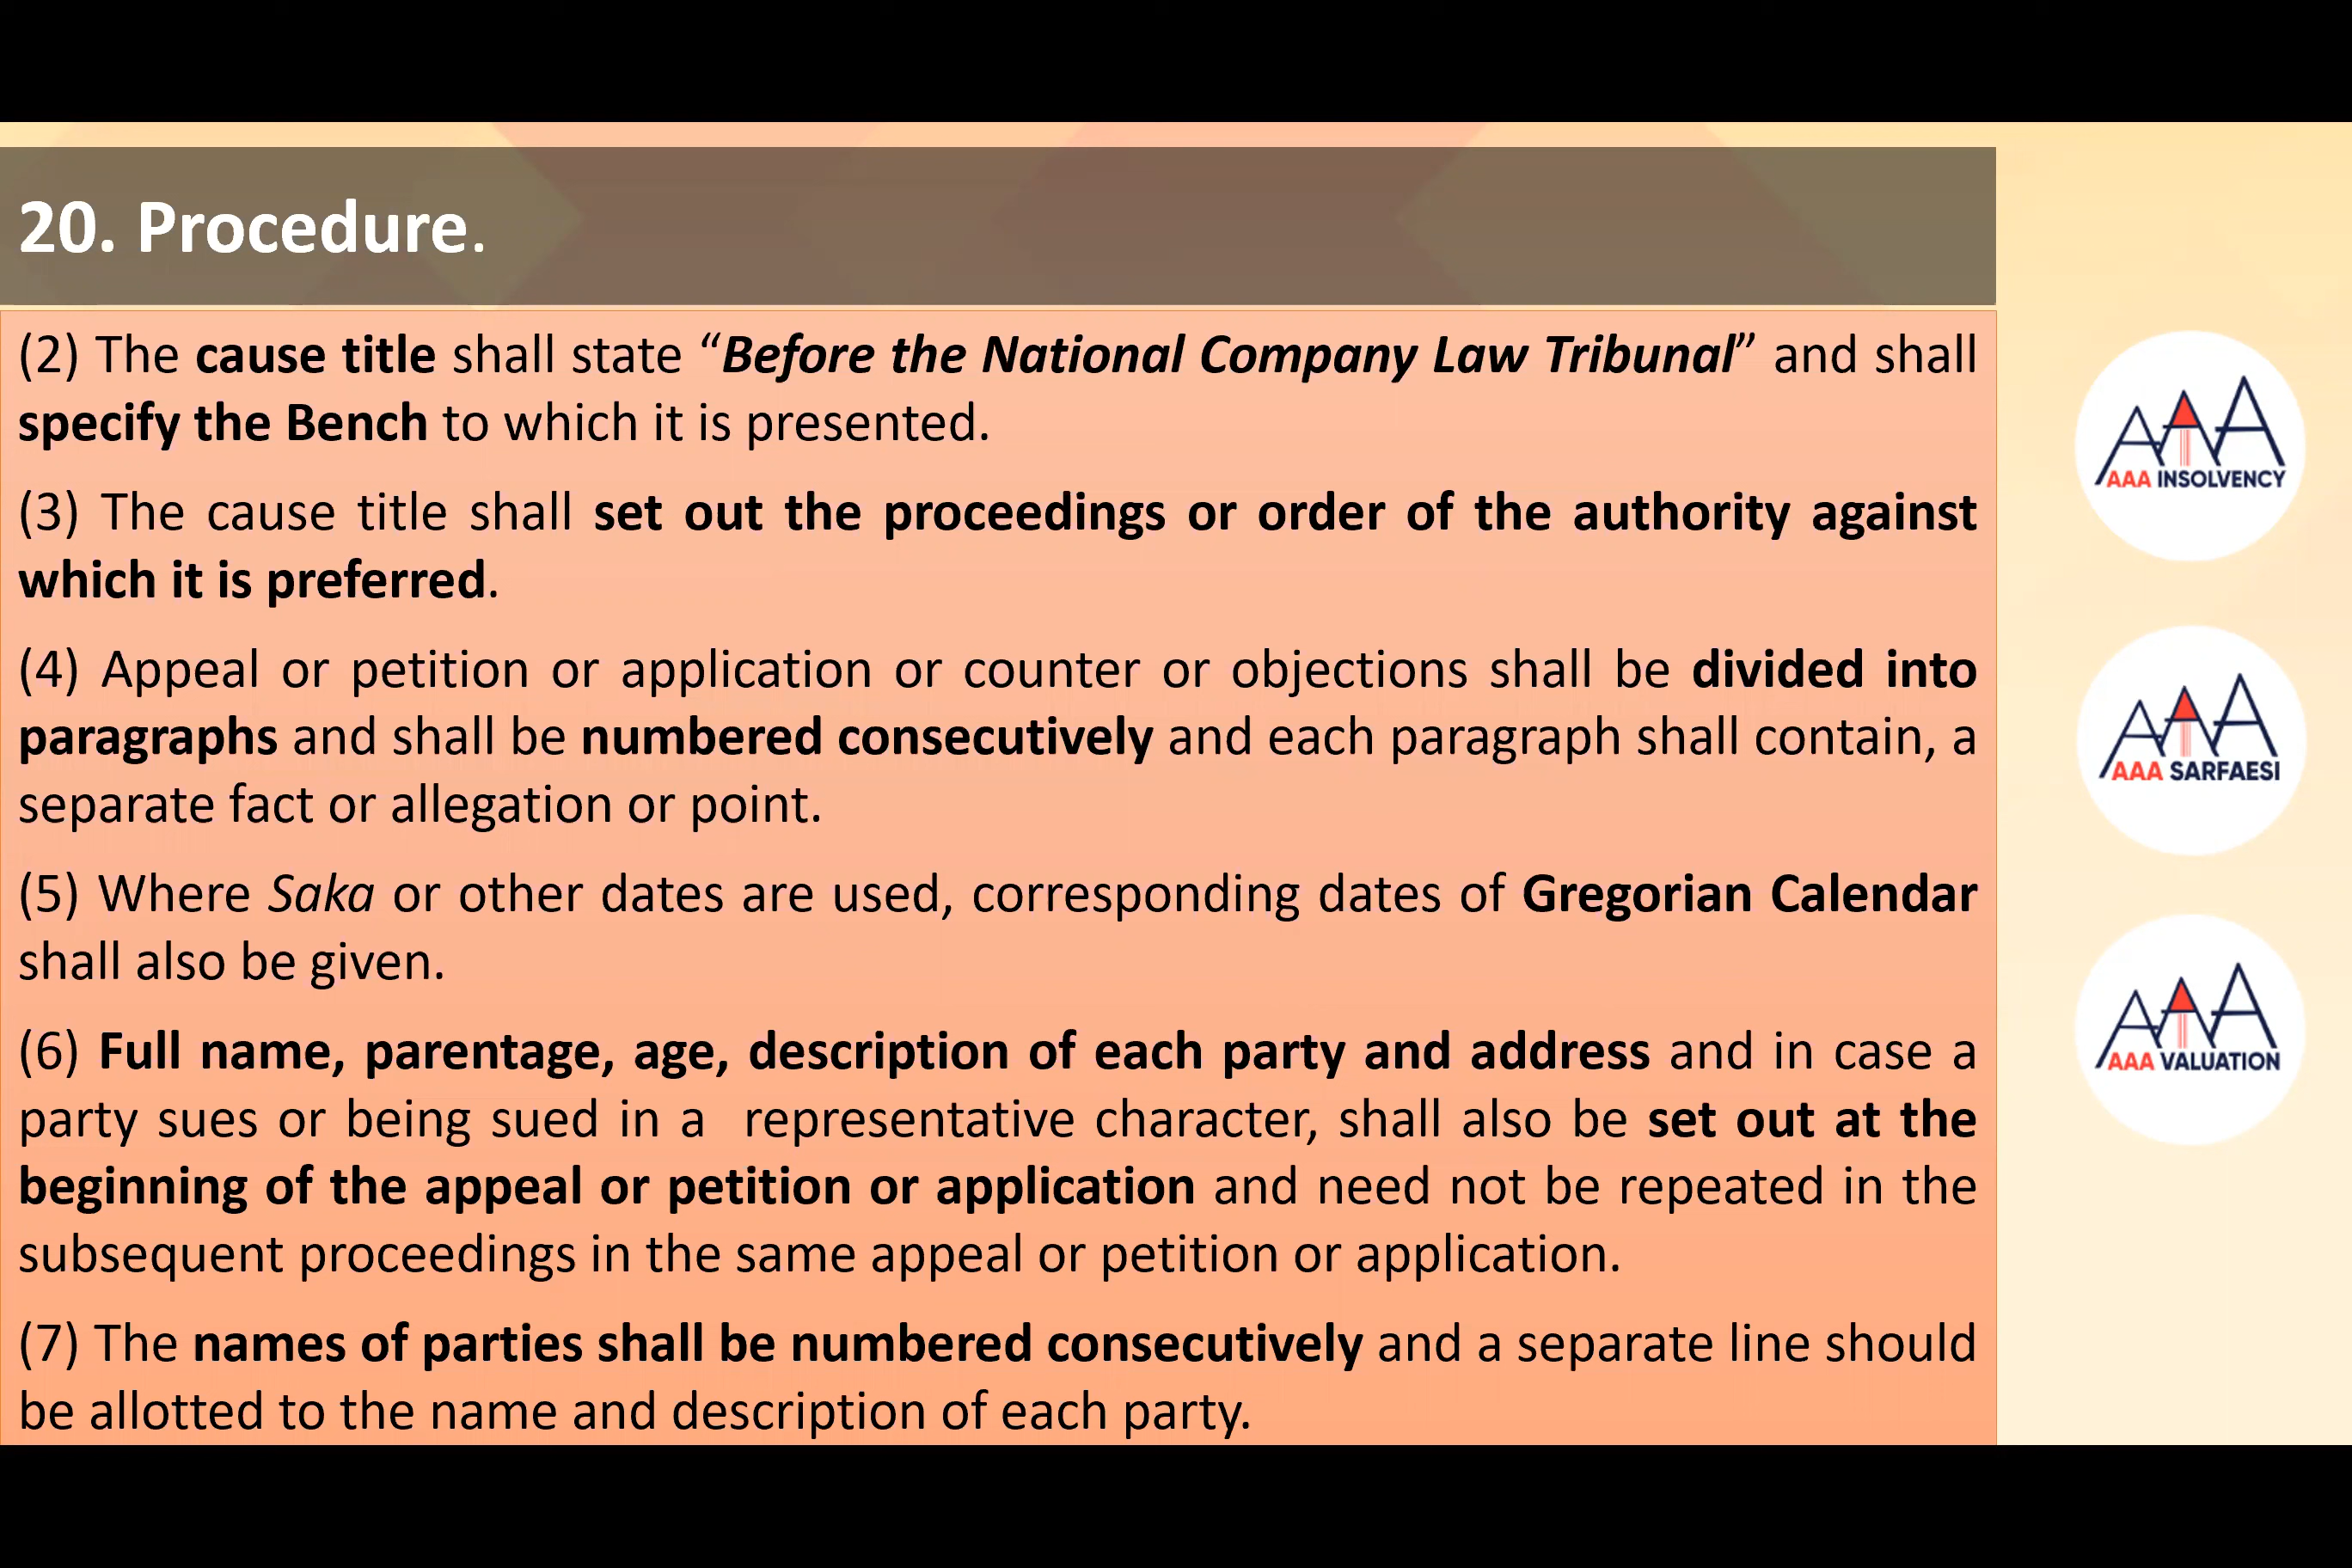 20. Procedure.
(2) The cause title shall state “Before the National Company Law Tribunal” and shall
specify the Bench to which it is presented.
(3) The cause title shall set out the proceedings or order of the authority against
which it is preferred.
(4) Appeal or petition or application or counter or objections shall be divided into
paragraphs and shall be numbered consecutively and each paragraph shall contain, a
separate fact or allegation or point.
(5) Where Saka or other dates are used, corresponding dates of Gregorian Calendar
shall also be given.
(6) Full name, parentage, age, description of each party and address and in case a
party sues or being sued in a representative character, shall also be set out at the
beginning of the appeal or petition or application and need not be repeated in the
subsequent proceedings in the same appeal or petition or application.
(7) The names of parties shall be numbered consecutively and a separate line should
be allotted to the name and description of each party.
AAA
AAA INSOLVENCY
AAA
AAA SARFAESI
AAA
AAA VALUATION